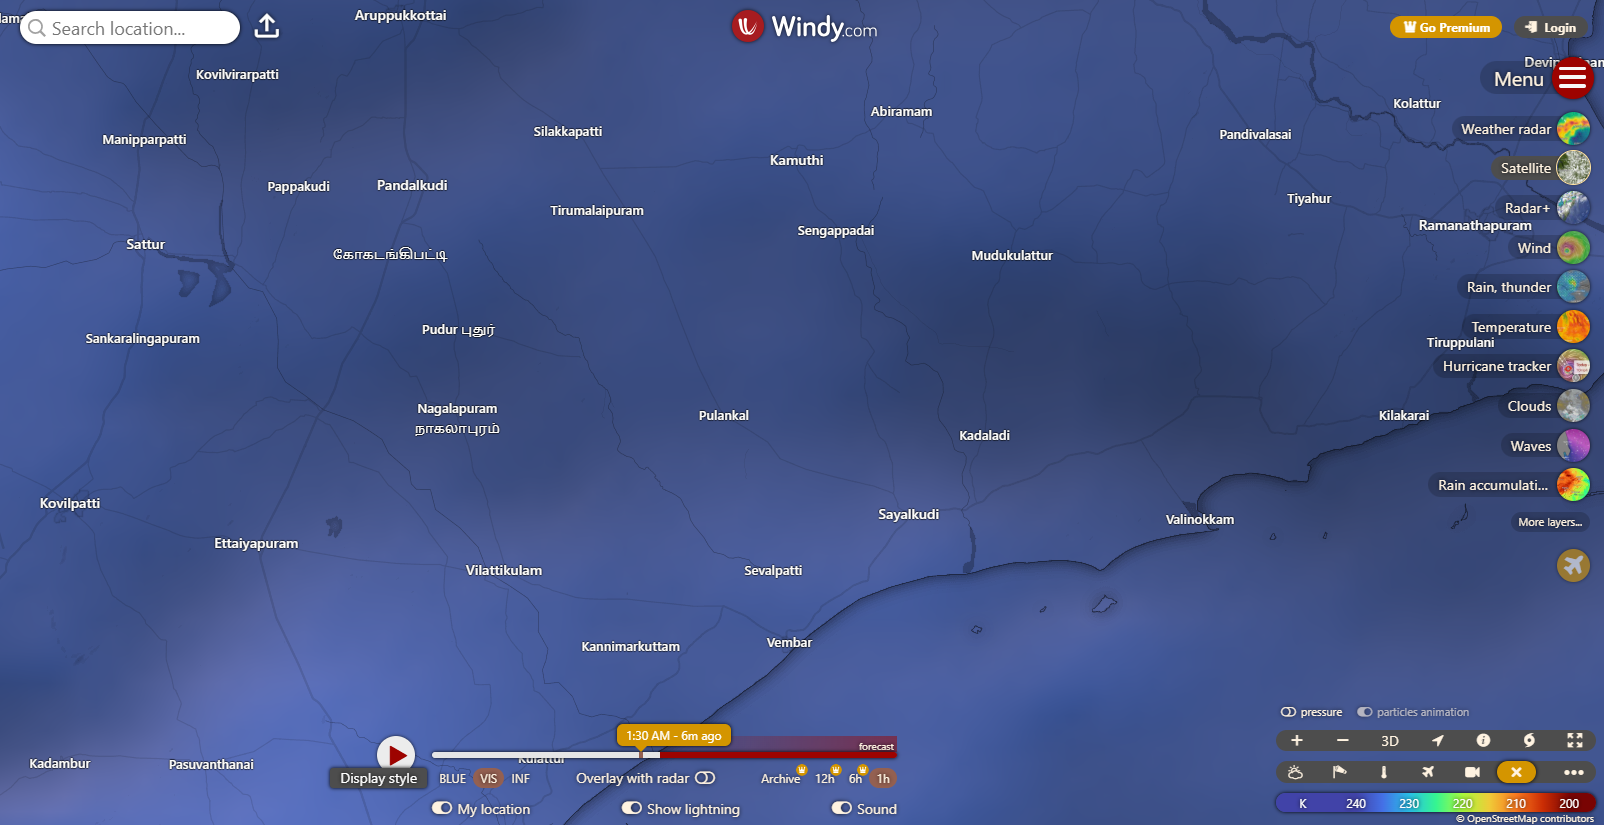 Aruppukkottai
Search location...
Windy.com
Go Premium
Login
Kovilvirarpatti
Menu
Abiramam
Kolattur
Manipparpatti
Silakkapatti
Pandivalasai
Weather radar
Kamuthi
Satellite
Pappakudi
Pandalkudi
Tirumalaipuram
Tiyahur
Radar+
Ramanathapuram
Sengappadai
Sattur
கோகடங்கிபட்டி
Mudukulattur
Wind
Rain, thunder
Pudur புதூர்
Temperature
Sankaralingapuram
Tiruppulani
Hurricane tracker
Nagalapuram
நாகலாபுரம்
Pulankal
Clouds
Kilakarai
Kadaladi
Waves
Rain accumulati...
Kovilpatti
Sayalkudi
Valinokkam
More layers...
Ettaiyapuram
Vilattikulam
Sevalpatti
Kannimarkuttam
Vembar
pressure
particles animation
1:30 AM - 6m ago
forecast
3D
Kadambur
Pasuvanthanai
Display style
BLUE
VIS
INF
Overlay with radar
Archive
12h
6h
1h
My location
Show lightning
Sound
K 240 230 220 210 200
© OpenStreetMap contributors